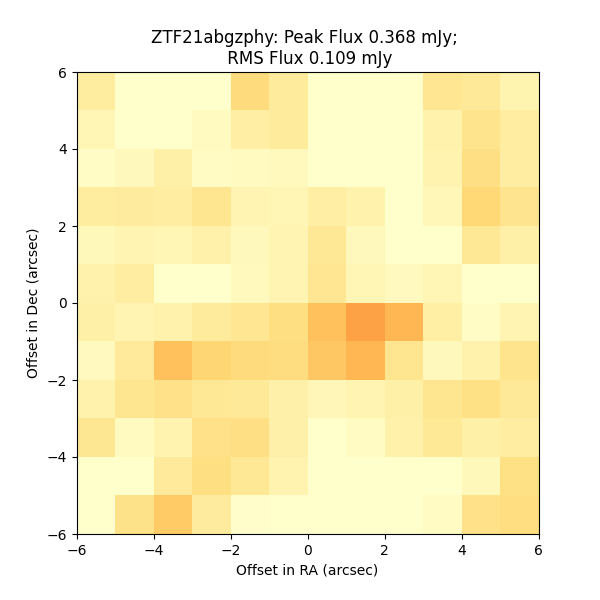 ZTF21abgzphy: Peak Flux 0.368 mJy;
RMS Flux 0.109 mJy
6
4
2
0
−2
−4
−6
Offset in Dec (arcsec)
−6 −4 −2 0 2 4 6
Offset in RA (arcsec)